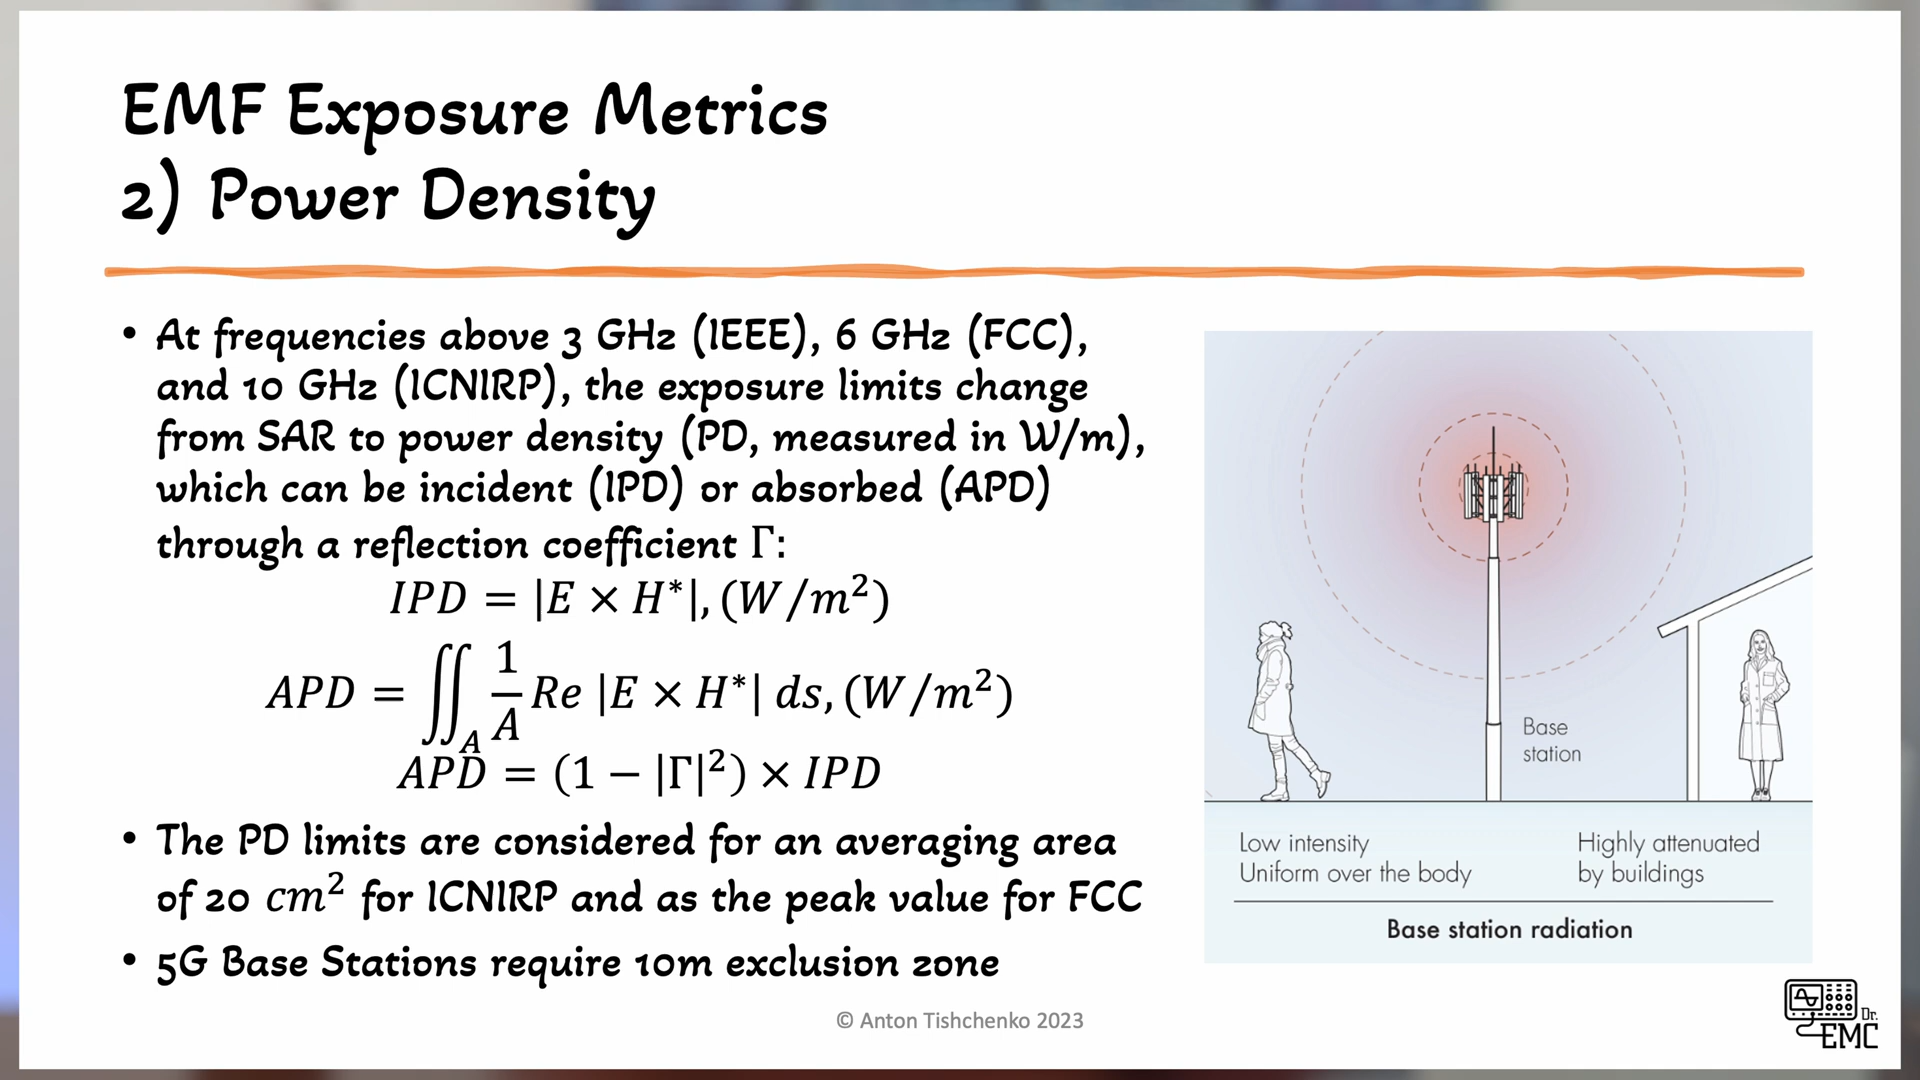 EMF Exposure Metrics
2) Power Density
• At frequencies above 3 GHz (IEEE), 6 GHz (FCC),
and 10 GHz (ICNIRP), the exposure limits change
from SAR to power density (PD, measured in W/m),
which can be incident (IPD) or absorbed (APD)
through a reflection coefficient Γ:
IPD = |E × H*|, (W/m²)
APD = ∬_A 1/A Re |E × H*| ds, (W/m²)
APD = (1 − |Γ|²) × IPD
• The PD limits are considered for an averaging area
of 20 cm² for ICNIRP and as the peak value for FCC
• 5G Base Stations require 10m exclusion zone
Base
station
Low intensity
Uniform over the body
Highly attenuated
by buildings
Base station radiation
© Anton Tishchenko 2023
Dr.
EMC